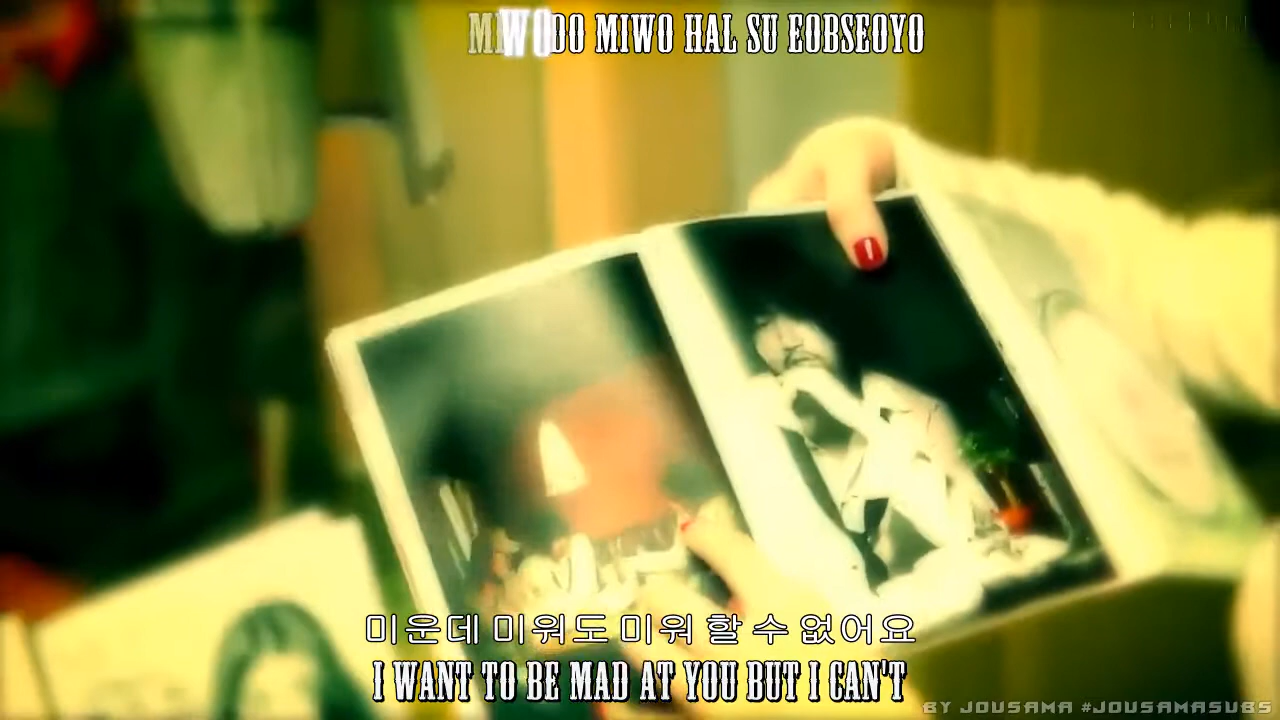 MIWODO MIWO HAL SU EOBSEOYO
미운데 미워도 미워 할 수 없어요
I WANT TO BE MAD AT YOU BUT I CAN'T
BY JOUSAMA #JOUSAMASUBS